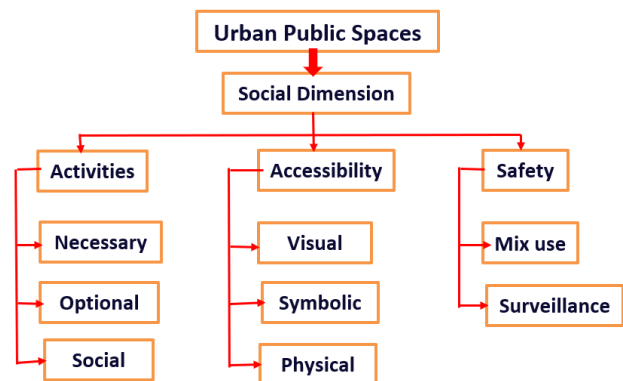 Urban Public Spaces
Social Dimension
Activities
Accessibility
Safety
Necessary
Visual
Mix use
Optional
Symbolic
Surveillance
Social
Physical